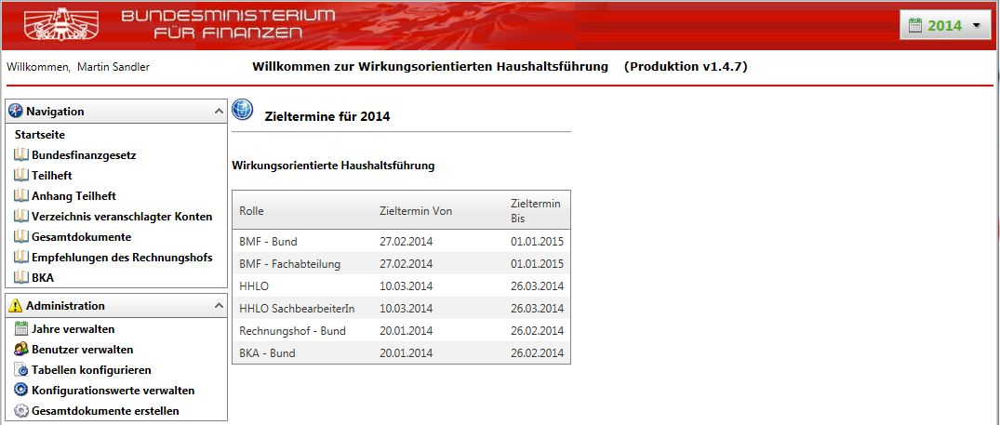 BUNDESMINISTERIUM
FÜR FINANZEN
2014
Willkommen, Martin Sandler
Willkommen zur Wirkungsorientierten Haushaltsführung (Produktion v1.4.7)
Navigation
Startseite
Bundesfinanzgesetz
Teilheft
Anhang Teilheft
Verzeichnis veranschlagter Konten
Gesamtdokumente
Empfehlungen des Rechnungshofs
BKA
Administration
Jahre verwalten
Benutzer verwalten
Tabellen konfigurieren
Konfigurationswerte verwalten
Gesamtdokumente erstellen
Zieltermine für 2014
Wirkungsorientierte Haushaltsführung
Rolle Zieltermin Von Zieltermin
Bis
BMF - Bund 27.02.2014 01.01.2015
BMF - Fachabteilung 27.02.2014 01.01.2015
HHLO 10.03.2014 26.03.2014
HHLO SachbearbeiterIn 10.03.2014 26.03.2014
Rechnungshof - Bund 20.01.2014 26.02.2014
BKA - Bund 20.01.2014 26.02.2014